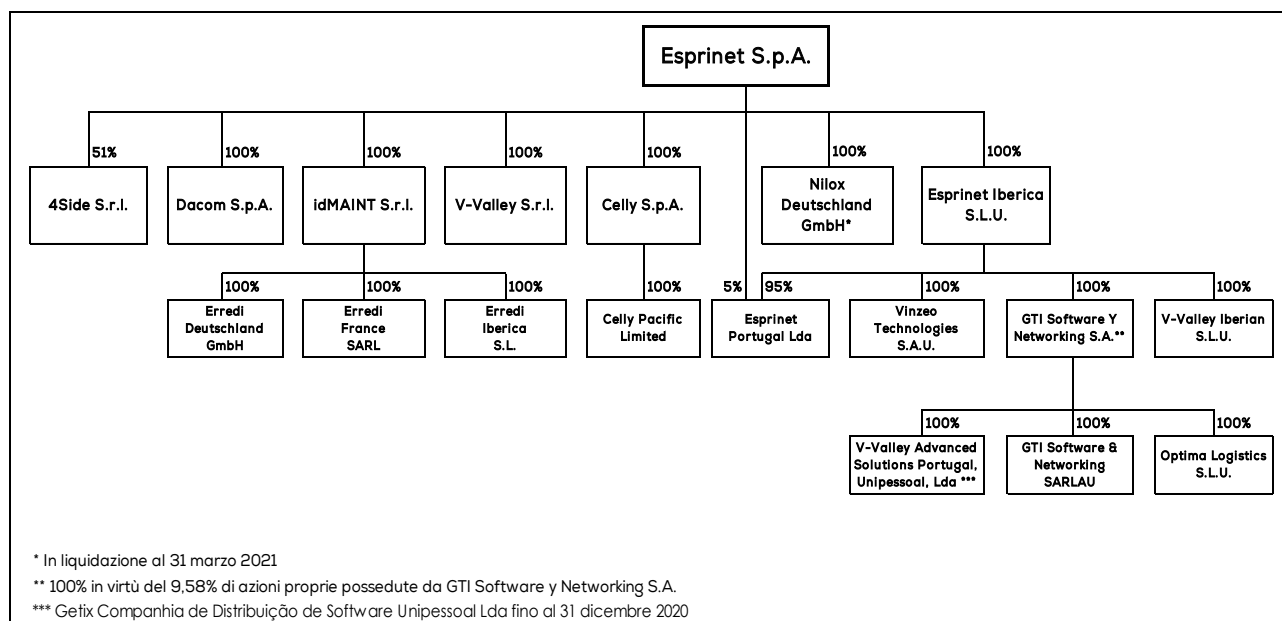 Esprinet S.p.A.
51%
100%
100%
100%
100%
100%
100%
4Side S.r.l.
Dacom S.p.A.
idMAINT S.r.l.
V-Valley S.r.l.
Celly S.p.A.
Nilox
Deutschland
GmbH*
Esprinet Iberica
S.L.U.
100%
100%
100%
100%
5%
95%
100%
100%
100%
Erredi
Deutschland
GmbH
Erredi
France
SARL
Erredi
Iberica
S.L.
Celly Pacific
Limited
Esprinet
Portugal Lda
Vinzeo
Technologies
S.A.U.
GTI Software Y
Networking S.A.**
V-Valley Iberian
S.L.U.
100%
100%
100%
V-Valley Advanced
Solutions Portugal,
Unipessoal, Lda ***
GTI Software &
Networking
SARLAU
Optima Logistics
S.L.U.
* In liquidazione al 31 marzo 2021
** 100% in virtù del 9,58% di azioni proprie possedute da GTI Software y Networking S.A.
*** Getix Companhia de Distribuição de Software Unipessoal Lda fino al 31 dicembre 2020